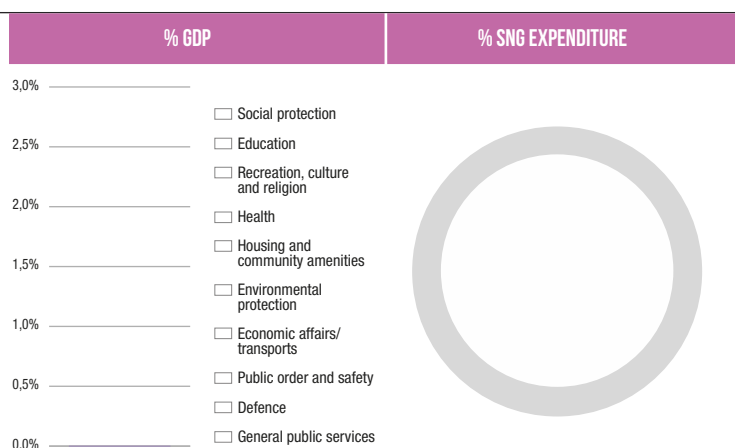 % GDP
% SNG EXPENDITURE
3,0%
2,5%
2,0%
1,5%
1,0%
0,5%
0,0%
Social protection
Education
Recreation, culture
and religion
Health
Housing and
community amenities
Environmental
protection
Economic affairs/
transports
Public order and safety
Defence
General public services